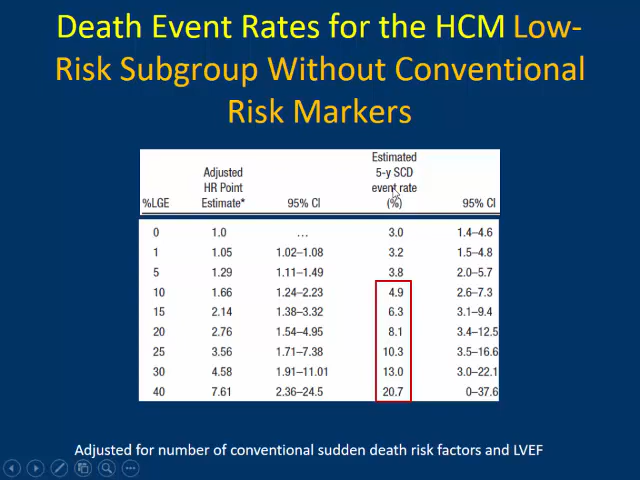 Death Event Rates for the HCM Low-
Risk Subgroup Without Conventional
Risk Markers
%LGE Adjusted HR Point Estimate* 95% CI Estimated 5-y SCD event rate (%) 95% CI
0 1.0 ... 3.0 1.4–4.6
1 1.05 1.02–1.08 3.2 1.5–4.8
5 1.29 1.11–1.49 3.8 2.0–5.7
10 1.66 1.24–2.23 4.9 2.6–7.3
15 2.14 1.38–3.32 6.3 3.1–9.4
20 2.76 1.54–4.95 8.1 3.4–12.5
25 3.56 1.71–7.38 10.3 3.5–16.6
30 4.58 1.91–11.01 13.0 3.0–22.1
40 7.61 2.36–24.5 20.7 0–37.6
Adjusted for number of conventional sudden death risk factors and LVEF